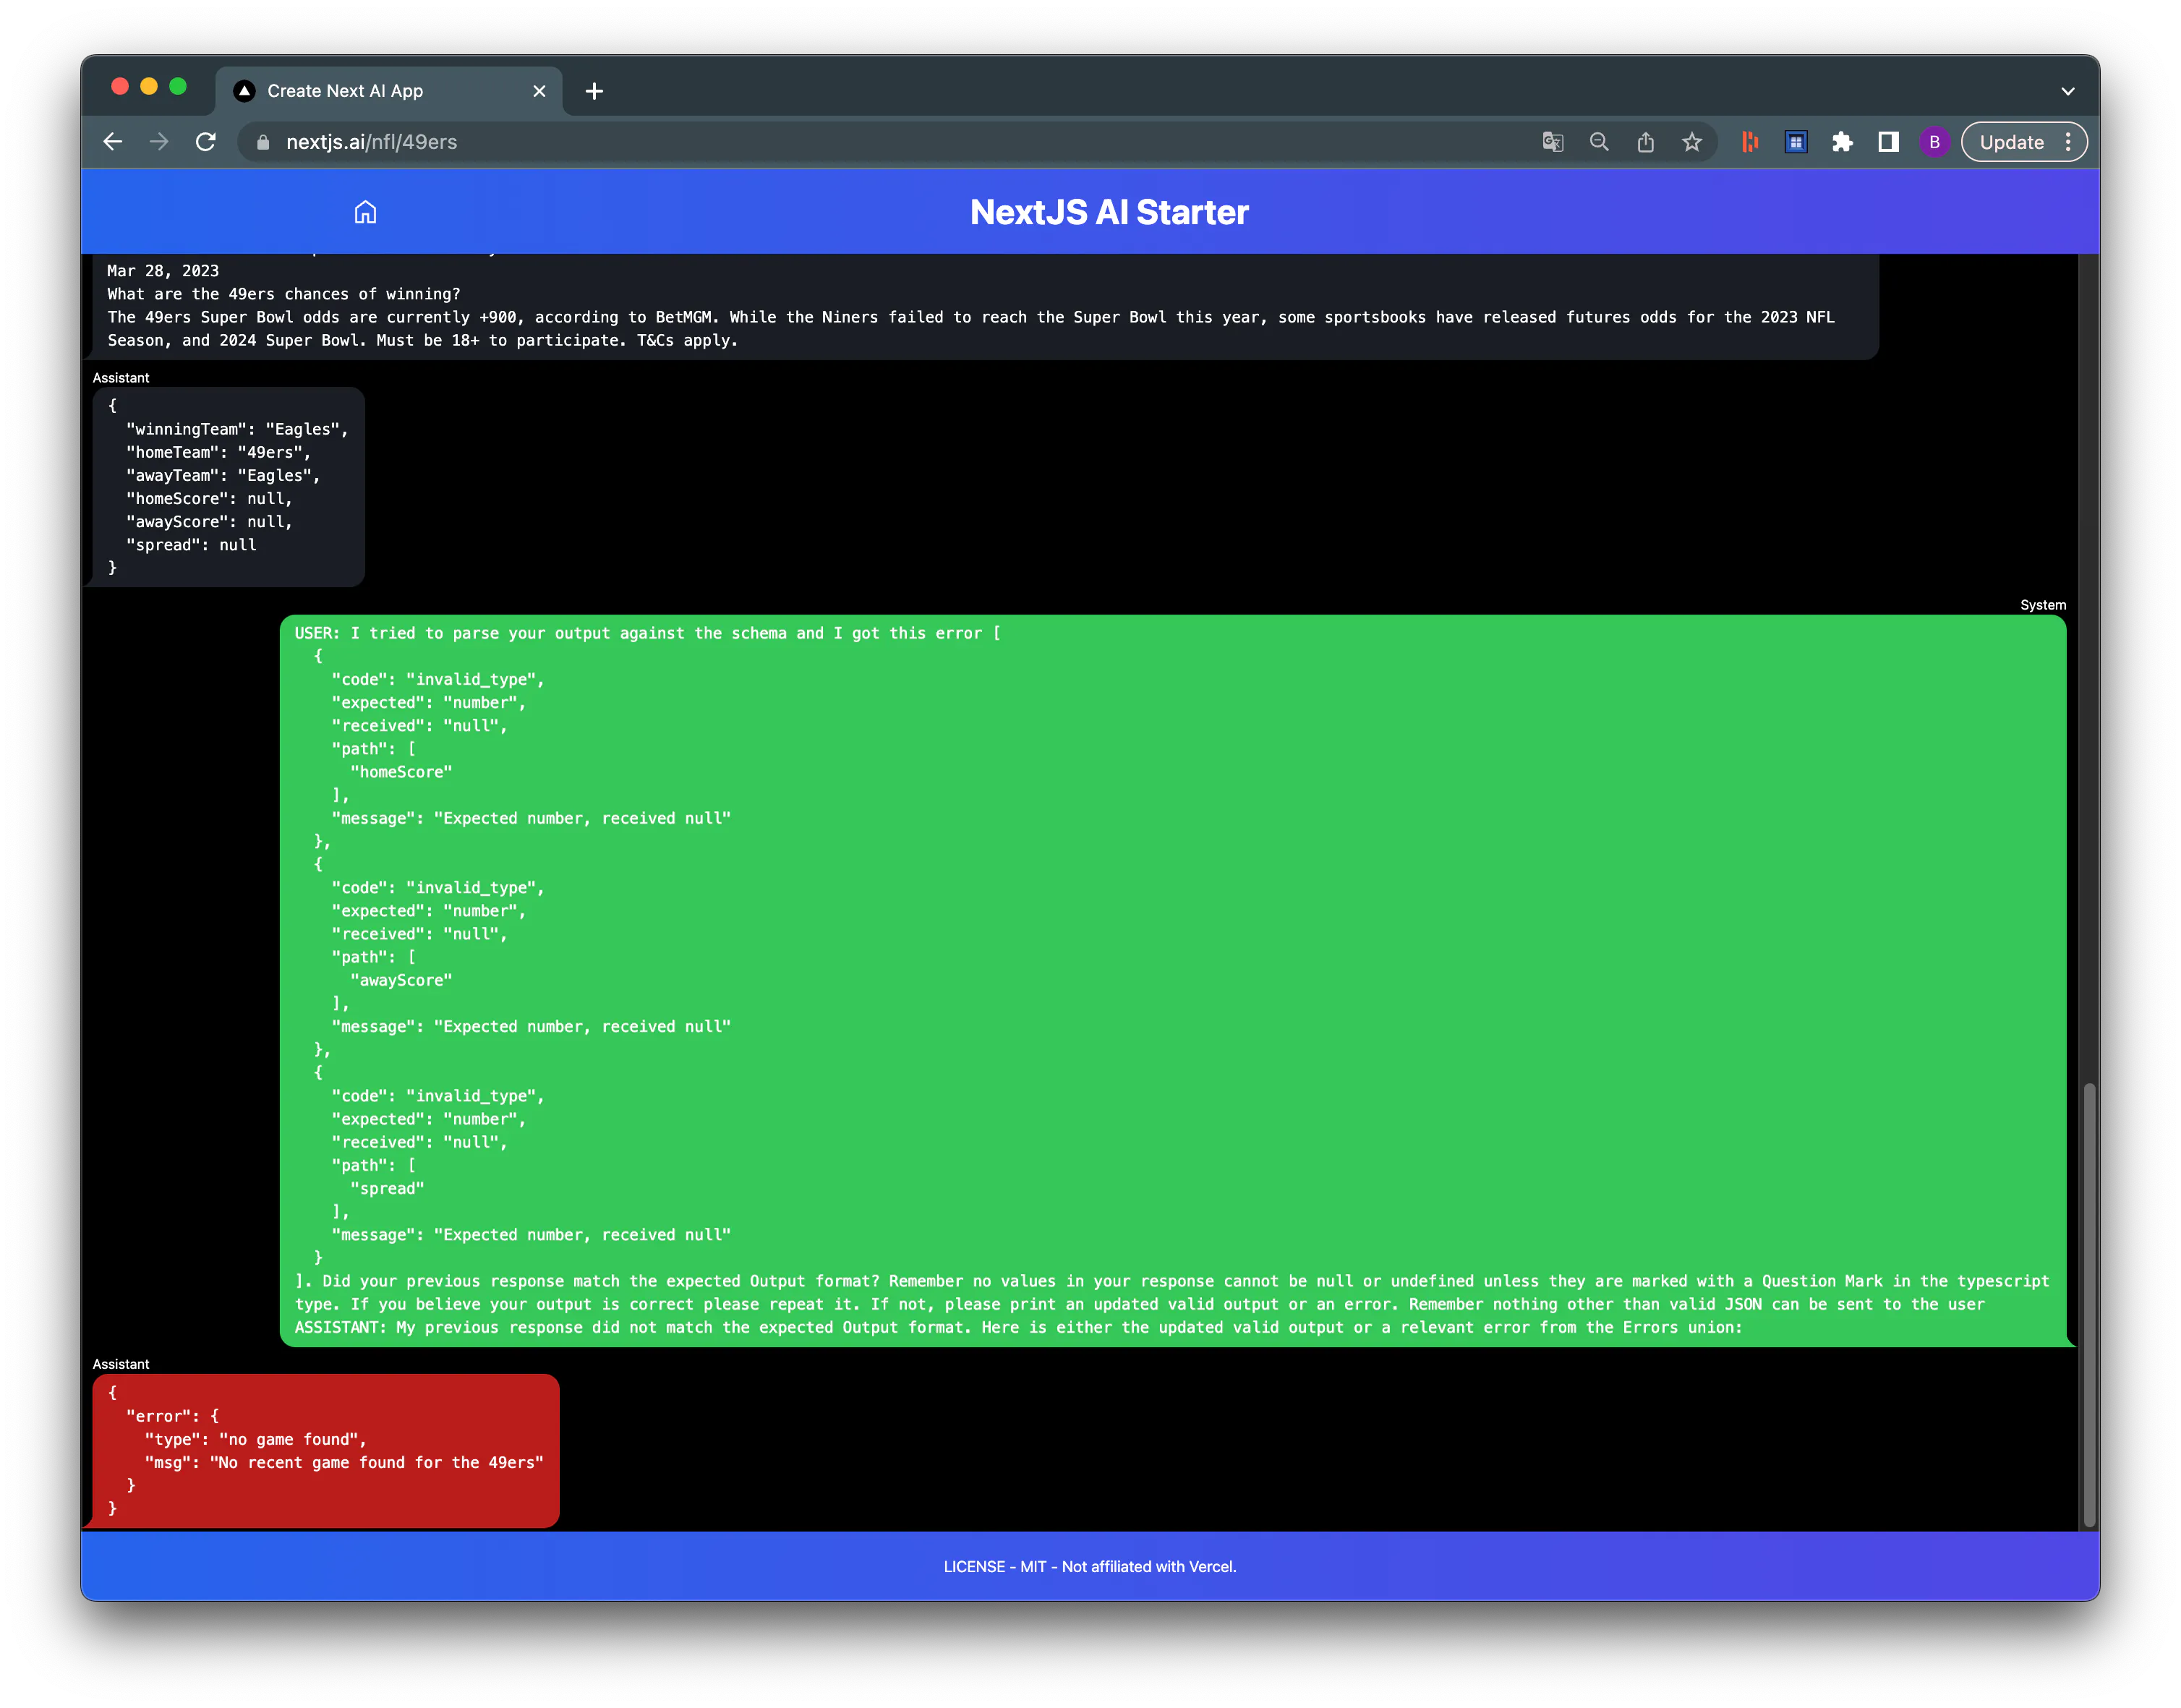 Create Next AI App
nextjs.ai/nfl/49ers
B
Update
NextJS AI Starter
Mar 28, 2023
What are the 49ers chances of winning?
The 49ers Super Bowl odds are currently +900, according to BetMGM. While the Niners failed to reach the Super Bowl this year, some sportsbooks have released futures odds for the 2023 NFL
Season, and 2024 Super Bowl. Must be 18+ to participate. T&Cs apply.
Assistant
{
"winningTeam": "Eagles",
"homeTeam": "49ers",
"awayTeam": "Eagles",
"homeScore": null,
"awayScore": null,
"spread": null
}
System
USER: I tried to parse your output against the schema and I got this error [
{
"code": "invalid_type",
"expected": "number",
"received": "null",
"path": [
"homeScore"
],
"message": "Expected number, received null"
},
{
"code": "invalid_type",
"expected": "number",
"received": "null",
"path": [
"awayScore"
],
"message": "Expected number, received null"
},
{
"code": "invalid_type",
"expected": "number",
"received": "null",
"path": [
"spread"
],
"message": "Expected number, received null"
}
]. Did your previous response match the expected Output format? Remember no values in your response cannot be null or undefined unless they are marked with a Question Mark in the typescript
type. If you believe your output is correct please repeat it. If not, please print an updated valid output or an error. Remember nothing other than valid JSON can be sent to the user
ASSISTANT: My previous response did not match the expected Output format. Here is either the updated valid output or a relevant error from the Errors union:
Assistant
{
"error": {
"type": "no game found",
"msg": "No recent game found for the 49ers"
}
}
LICENSE - MIT - Not affiliated with Vercel.